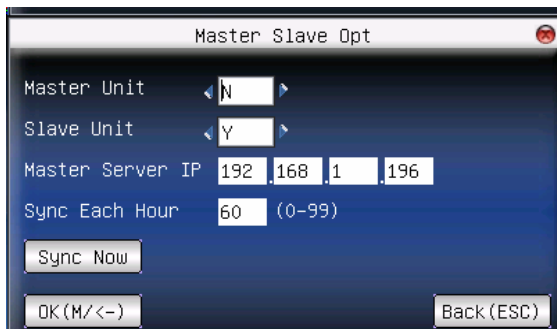 Master Slave Opt
Master Unit N
Slave Unit Y
Master Server IP 192.168.1.196
Sync Each Hour 60 (0-99)
Sync Now
OK(M/<-) Back(ESC)